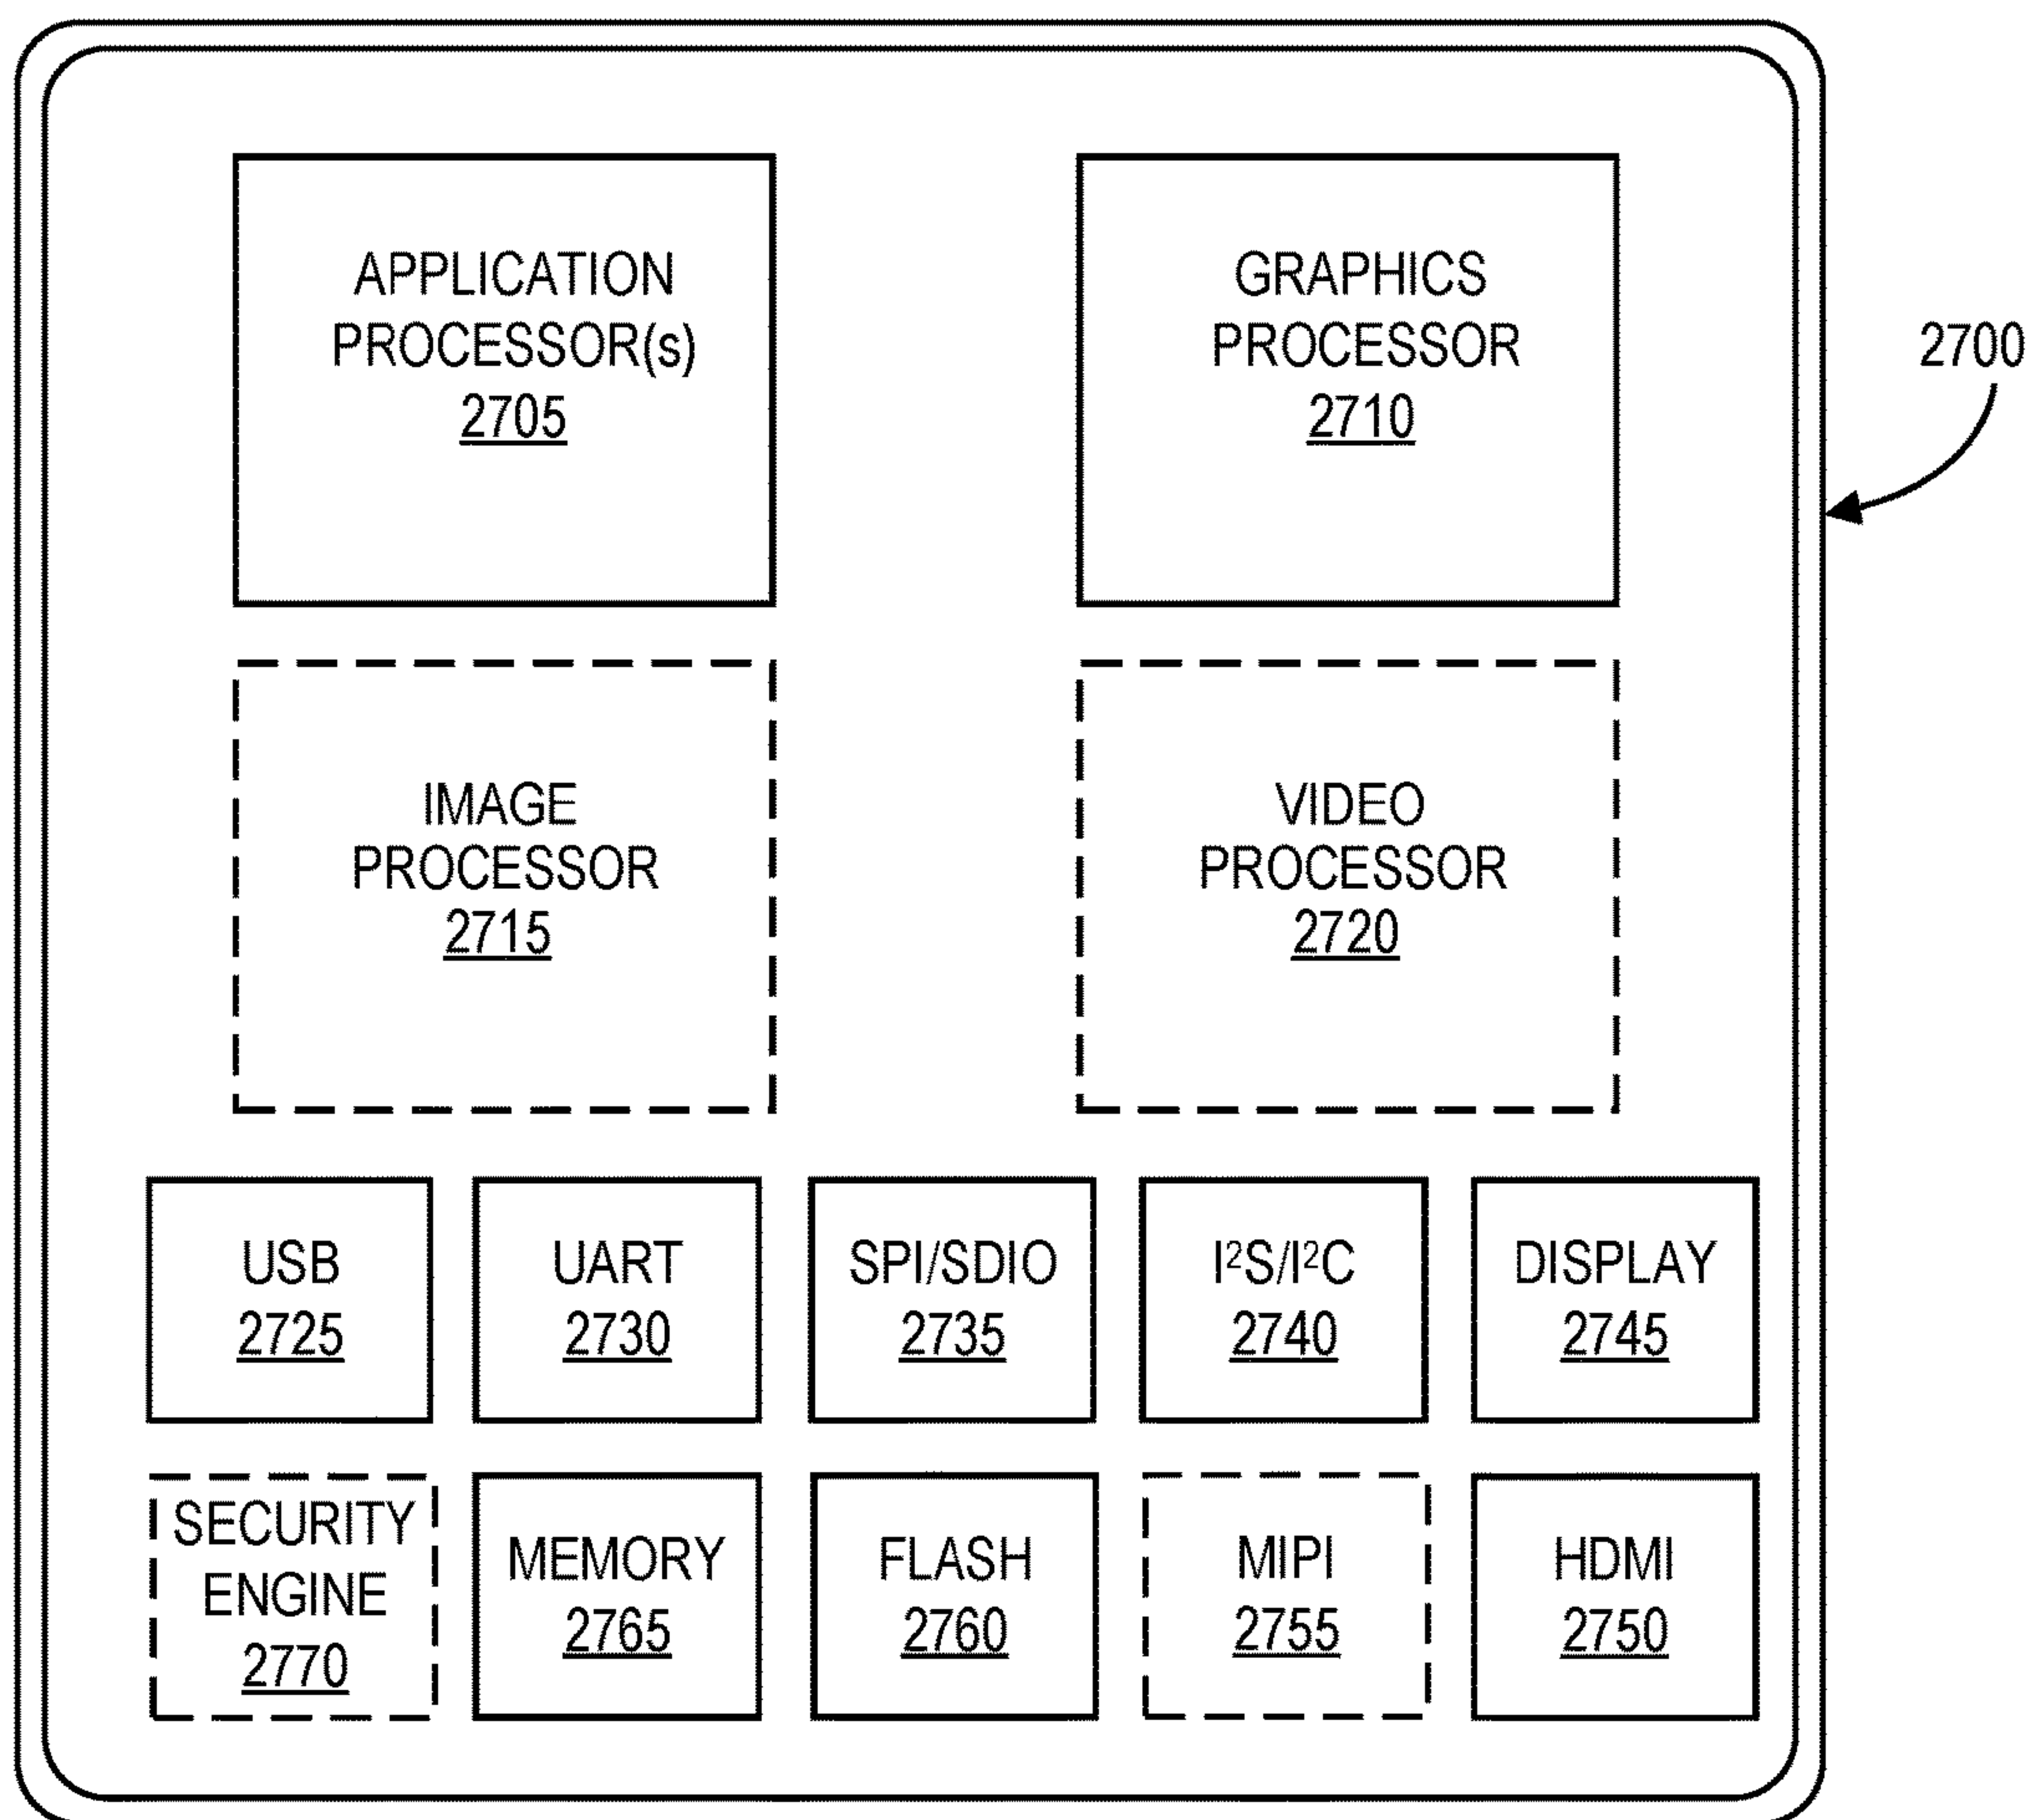 APPLICATION
PROCESSOR(s)
2705
GRAPHICS
PROCESSOR
2710
2700
IMAGE
PROCESSOR
2715
VIDEO
PROCESSOR
2720
USB
2725
UART
2730
SPI/SDIO
2735
I²S/I²C
2740
DISPLAY
2745
SECURITY
ENGINE
2770
MEMORY
2765
FLASH
2760
MIPI
2755
HDMI
2750